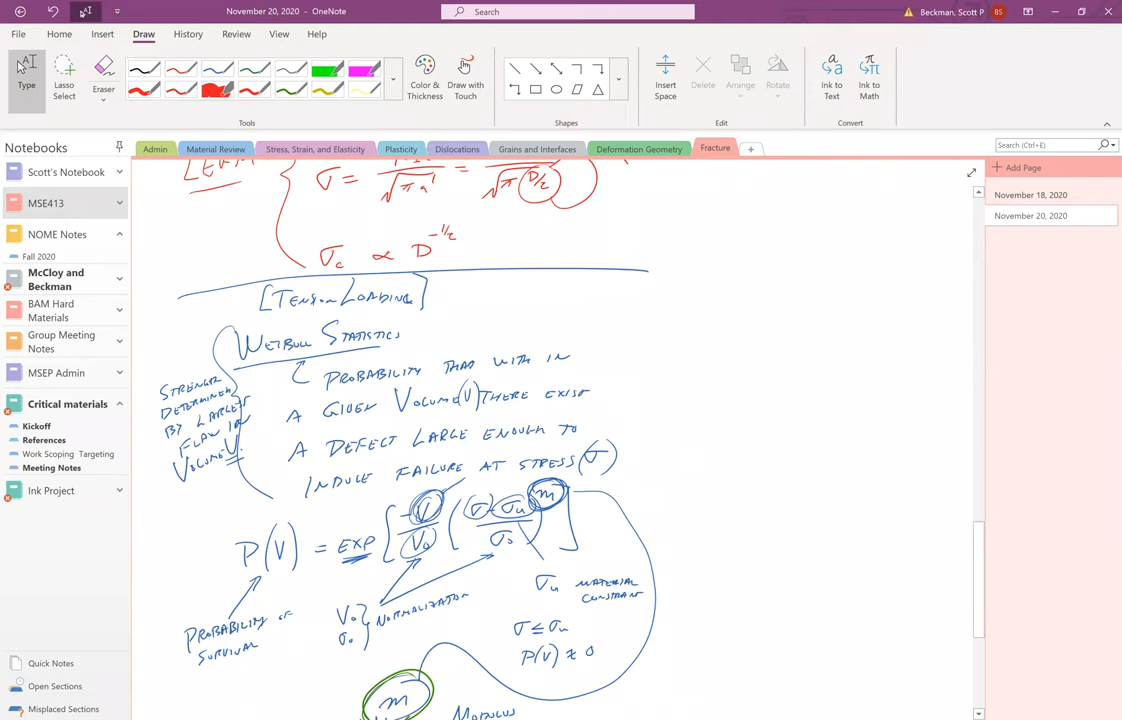 November 20, 2020 - OneNote
Search
Beckman, Scott P
BS
File Home Insert Draw History Review View Help
Type
Lasso Select
Eraser
Color & Thickness
Draw with Touch
Insert Space
Delete
Arrange
Rotate
Ink to Text
Ink to Math
Tools
Shapes
Edit
Convert
Notebooks
Admin
Material Review
Stress, Strain, and Elasticity
Plasticity
Dislocations
Grains and Interfaces
Deformation Geometry
Fracture
Search (Ctrl+E)
Scott's Notebook
MSE413
NOME Notes
Fall 2020
McCloy and Beckman
BAM Hard Materials
Group Meeting Notes
MSEP Admin
Critical materials
Kickoff
References
Work Scoping Targeting
Meeting Notes
Ink Project
Quick Notes
Open Sections
Misplaced Sections
Add Page
November 18, 2020
November 20, 2020
σ = / √πa = / √π(D/2)
σc ∝ D^-1/2
[TENSION LOADING]
WEIBULL STATISTICS
PROBABILITY THAT WITH IN
A GIVEN VOLUME (V) THERE EXIST
A DEFECT LARGE ENOUGH TO
INDUCE FAILURE AT STRESS (σ)
STRENGTH
DETERMINED
BY LARGEST
FLAW IN
VOLUME V.
P(V) = EXP [ -V/V₀ ( (σ-σu)/σ₀ )^m ]
PROBABILITY OF
SURVIVAL
V₀
σ₀
} NORMALIZATION
σu MATERIAL
CONSTANT
σ ≤ σu
P(V) ≈ 0
m
MODULUS